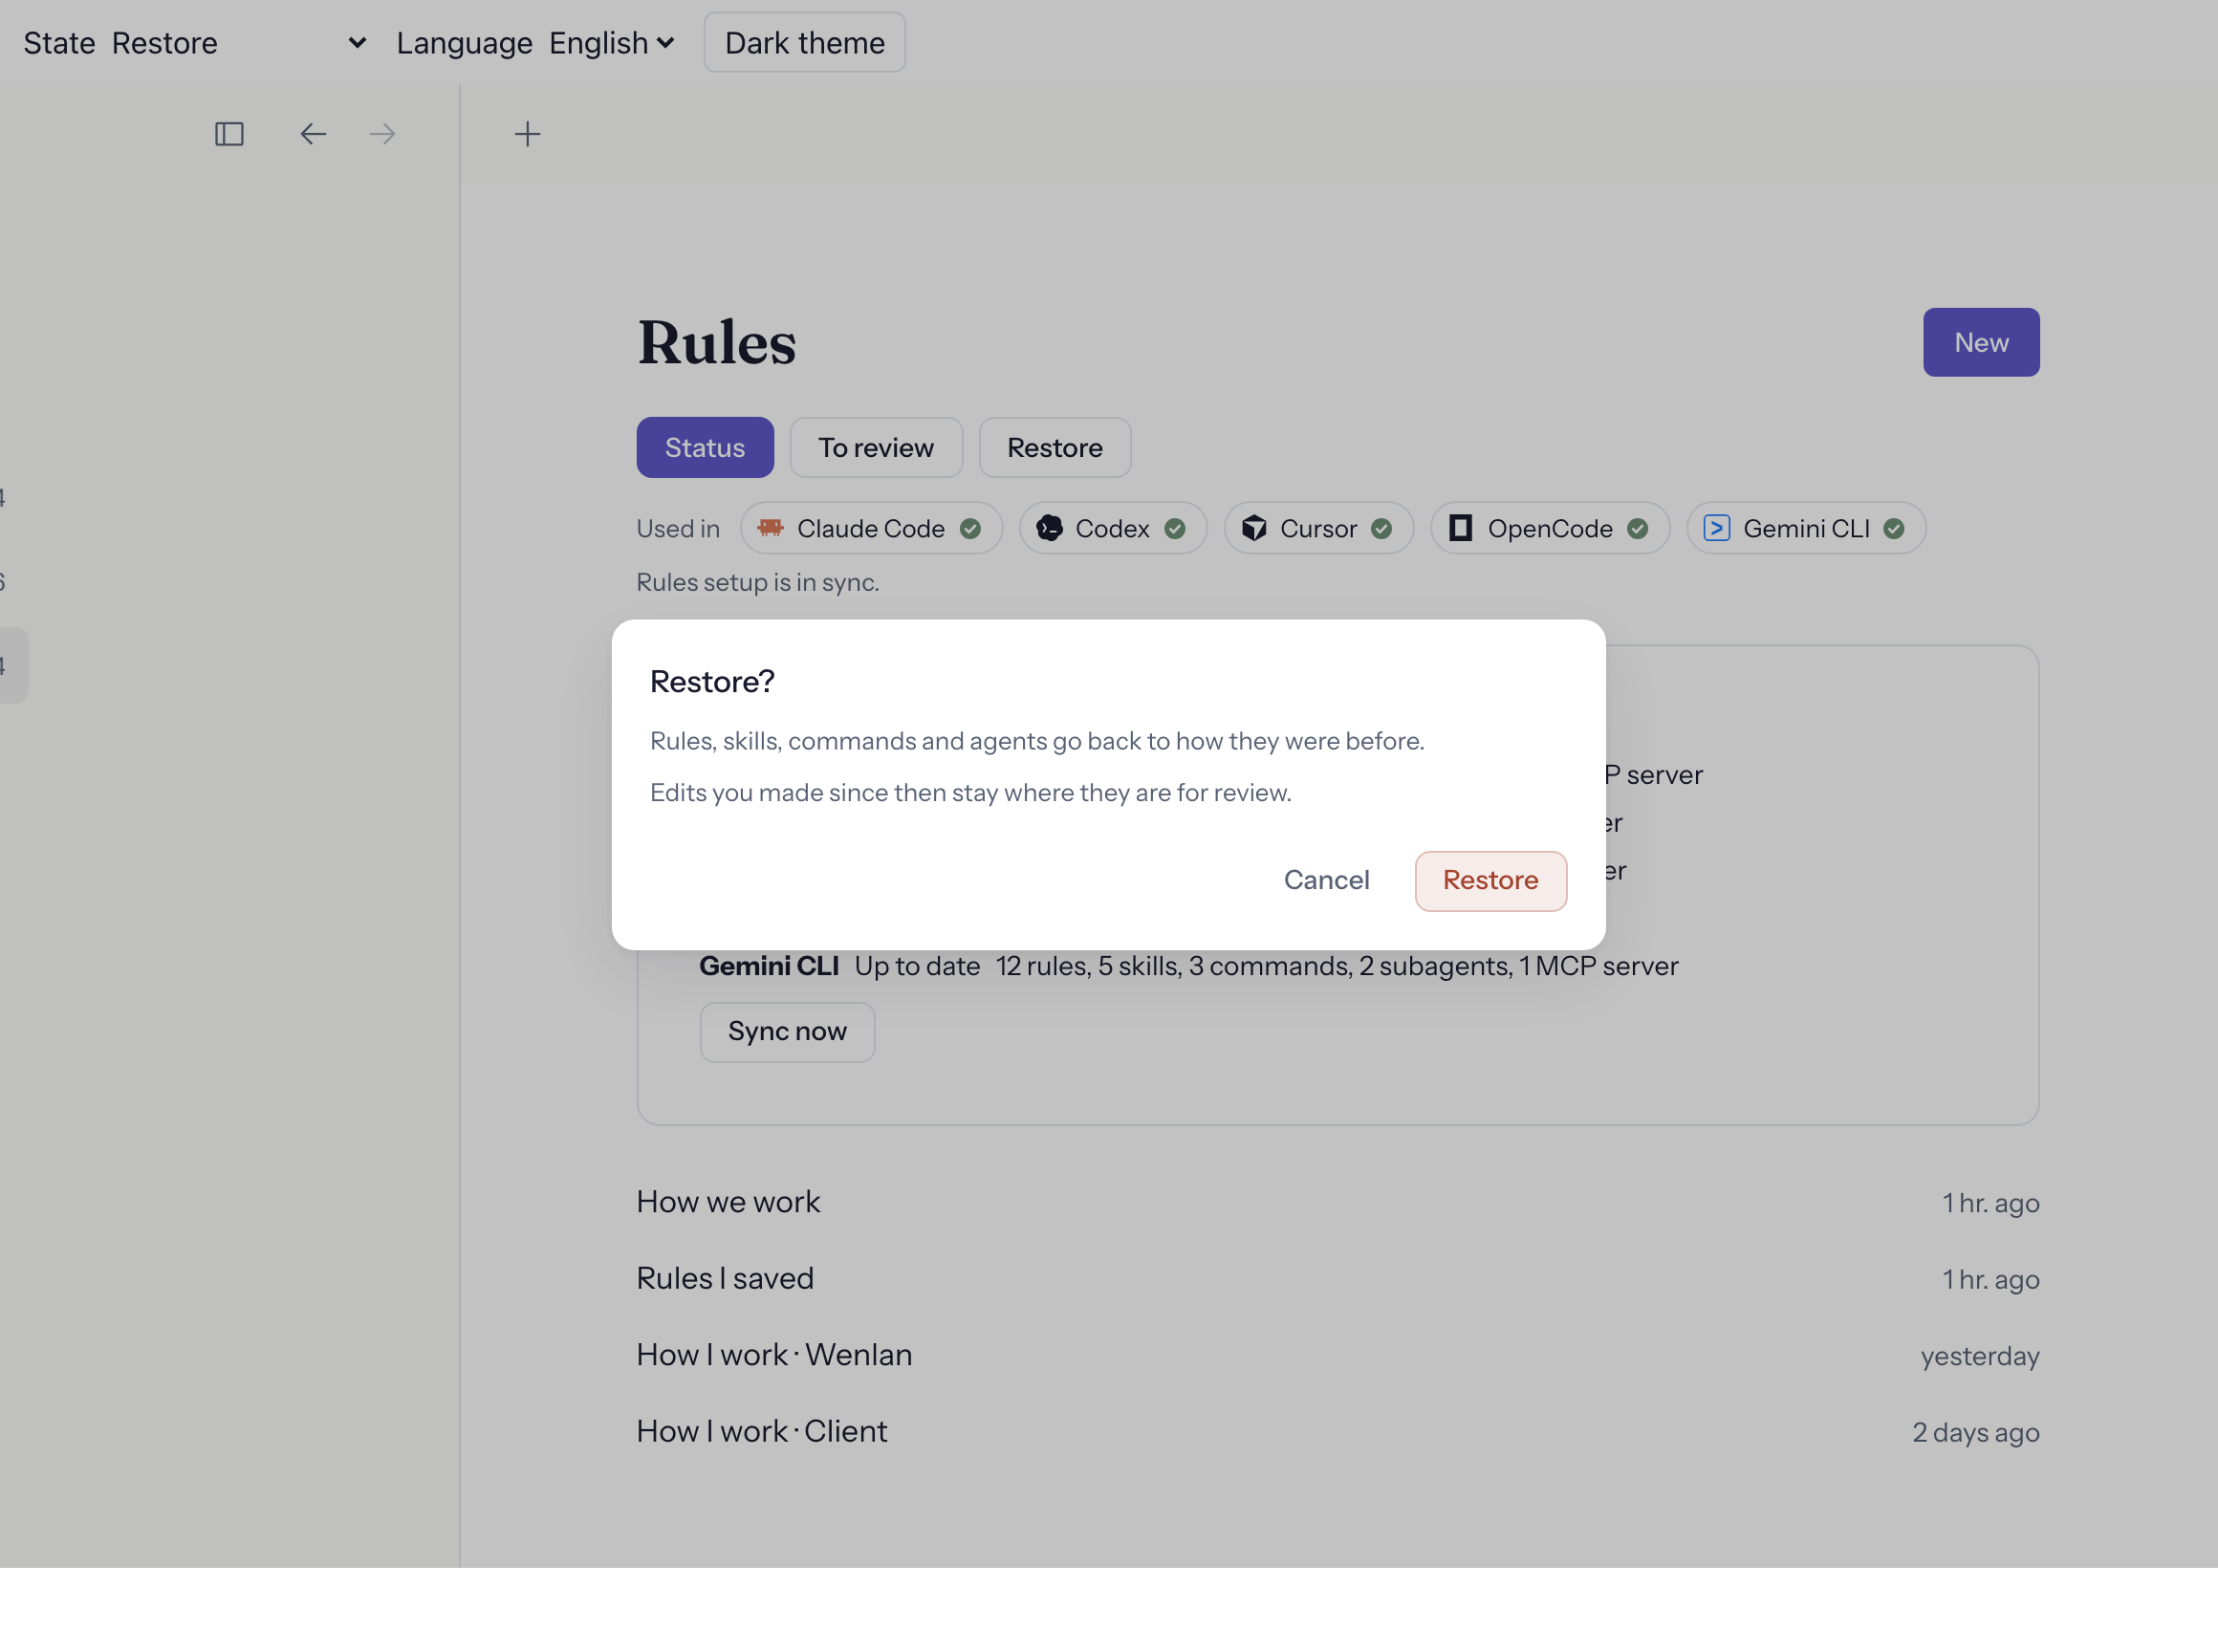 State Restore Language English Dark theme
Rules
New
Status To review Restore
Used in Claude Code Codex Cursor OpenCode Gemini CLI
Rules setup is in sync.
4
6
4
Restore?
Rules, skills, commands and agents go back to how they were before.
Edits you made since then stay where they are for review.
Cancel Restore
P server
er
er
Gemini CLI Up to date 12 rules, 5 skills, 3 commands, 2 subagents, 1 MCP server
Sync now
How we work 1 hr. ago
Rules I saved 1 hr. ago
How I work · Wenlan yesterday
How I work · Client 2 days ago